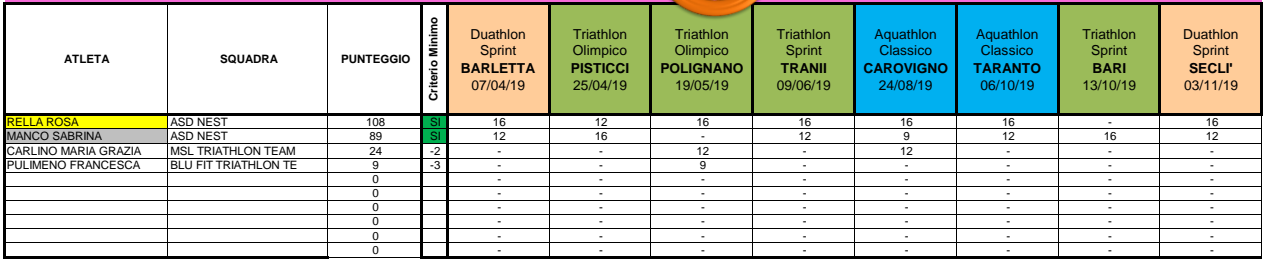 ATLETA SQUADRA PUNTEGGIO Criterio Minimo Duathlon Sprint BARLETTA 07/04/19 Triathlon Olimpico PISTICCI 25/04/19 Triathlon Olimpico POLIGNANO 19/05/19 Triathlon Sprint TRANII 09/06/19 Aquathlon Classico CAROVIGNO 24/08/19 Aquathlon Classico TARANTO 06/10/19 Triathlon Sprint BARI 13/10/19 Duathlon Sprint SECLI' 03/11/19
RELLA ROSA ASD NEST 108 SI 16 12 16 16 16 16 - 16
MANCO SABRINA ASD NEST 89 SI 12 16 - 12 9 12 16 12
CARLINO MARIA GRAZIA MSL TRIATHLON TEAM 24 -2 - - 12 - 12 - - -
PULIMENO FRANCESCA BLU FIT TRIATHLON TE 9 -3 - - 9 - - - - -
0 - - - - - - - -
0 - - - - - - - -
0 - - - - - - - -
0 - - - - - - - -
0 - - - - - - - -
0 - - - - - - - -